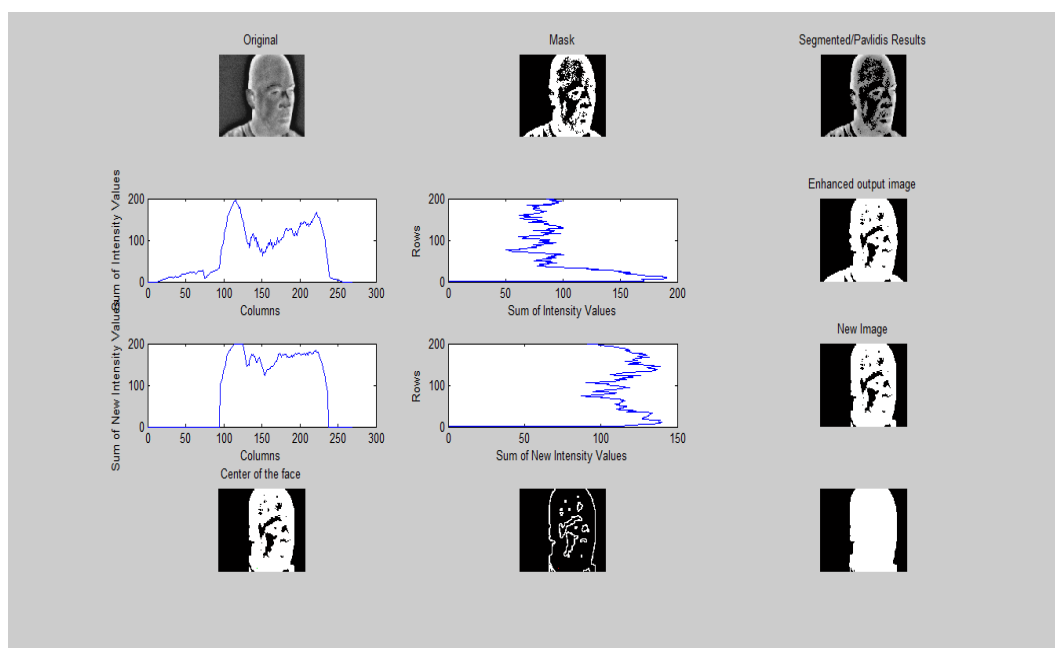 Original
Mask
Segmented/Pavlidis Results
Sum of Intensity Values
200
100
0
0 50 100 150 200 250 300
Columns
Rows
200
100
0
0 50 100 150 200
Sum of Intensity Values
Enhanced output image
Sum of New Intensity Values
200
100
0
0 50 100 150 200 250 300
Columns
Rows
200
100
0
0 50 100 150
Sum of New Intensity Values
New Image
Center of the face